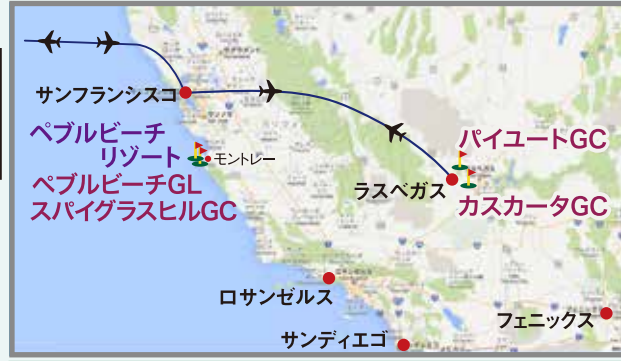 サンフランシスコ
ペブルビーチ
リゾート
モントレー
ペブルビーチGL
スパイグラスヒルGC
パイユートGC
ラスベガス
カスカータGC
ロサンゼルス
サンディエゴ
フェニックス